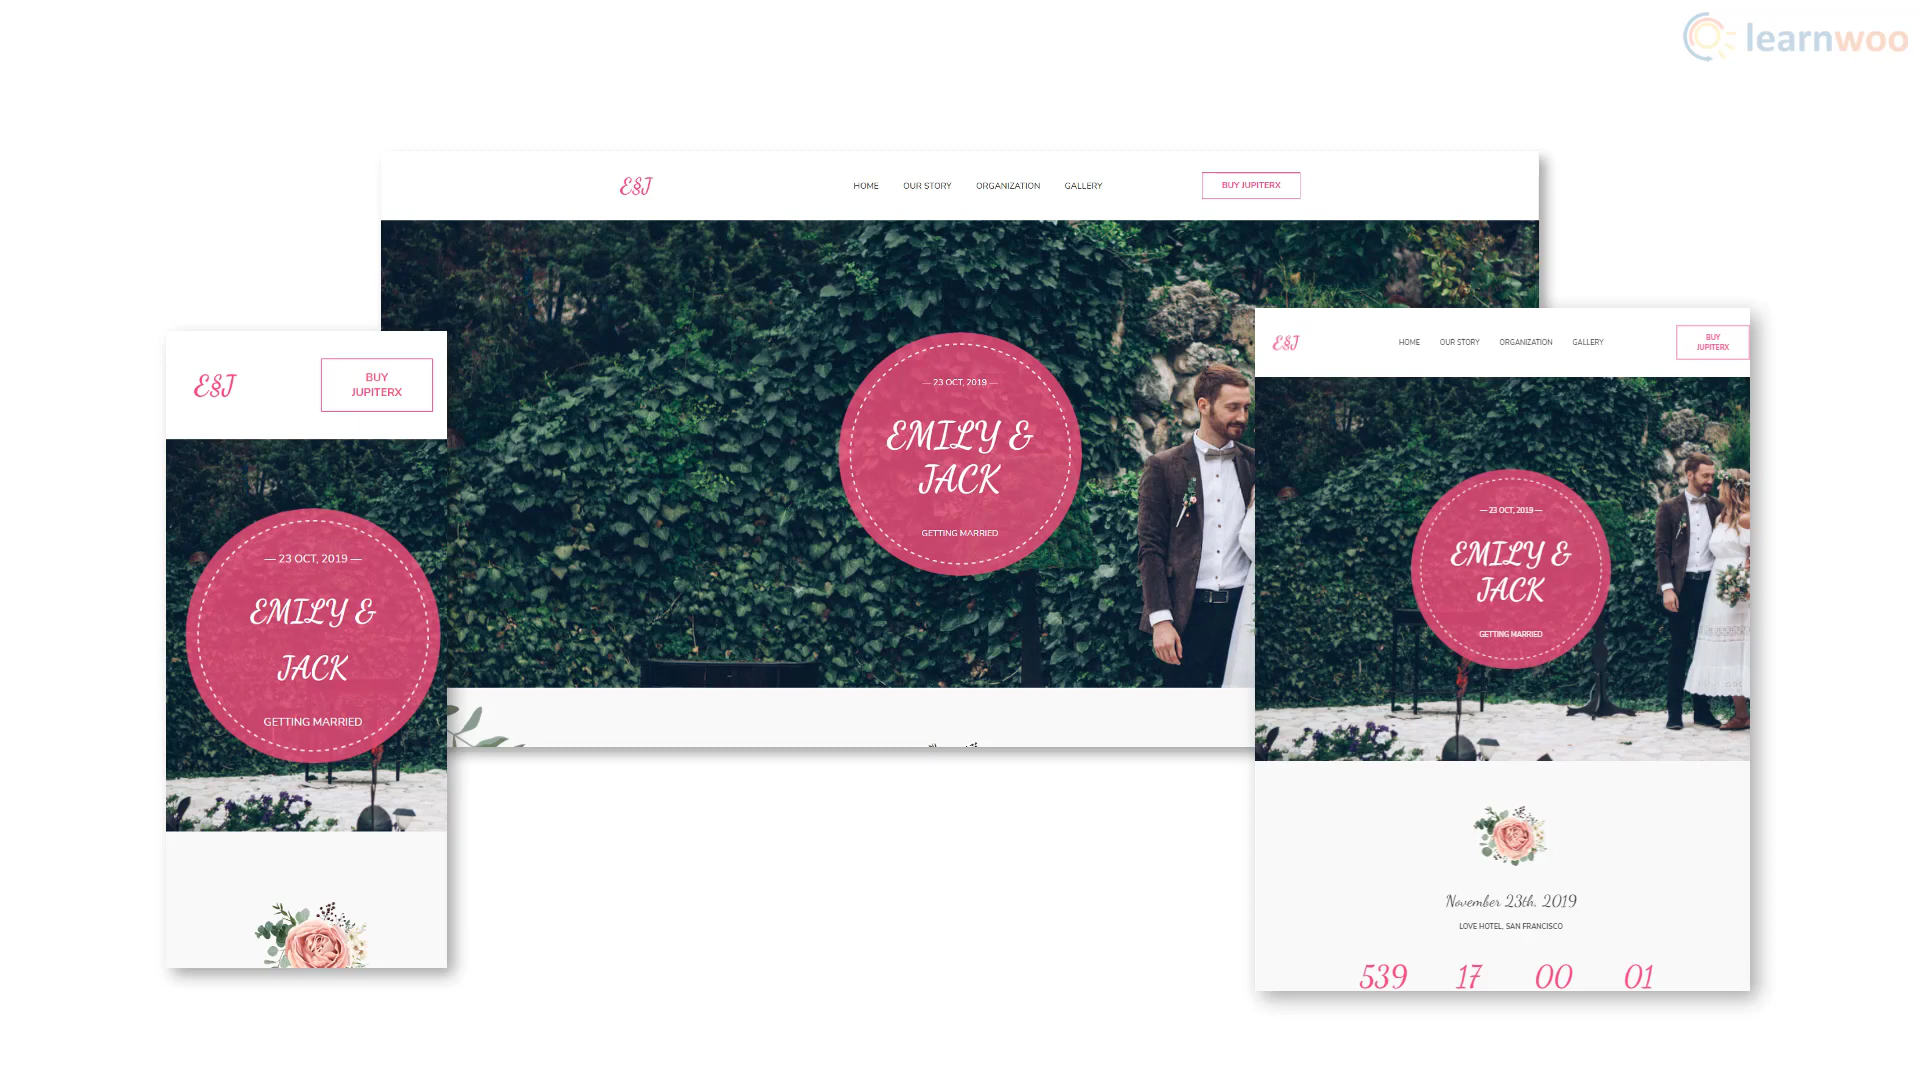 learnwoo
E&J
HOME OUR STORY ORGANIZATION GALLERY
BUY JUPITERX
— 23 OCT, 2019 —
EMILY &
JACK
GETTING MARRIED
E&J
BUY
JUPITERX
— 23 OCT, 2019 —
EMILY &
JACK
GETTING MARRIED
E&J
HOME OUR STORY ORGANIZATION GALLERY
BUY
JUPITERX
— 23 OCT, 2019 —
EMILY &
JACK
GETTING MARRIED
November 23th, 2019
LOVE HOTEL, SAN FRANCISCO
539 17 00 01